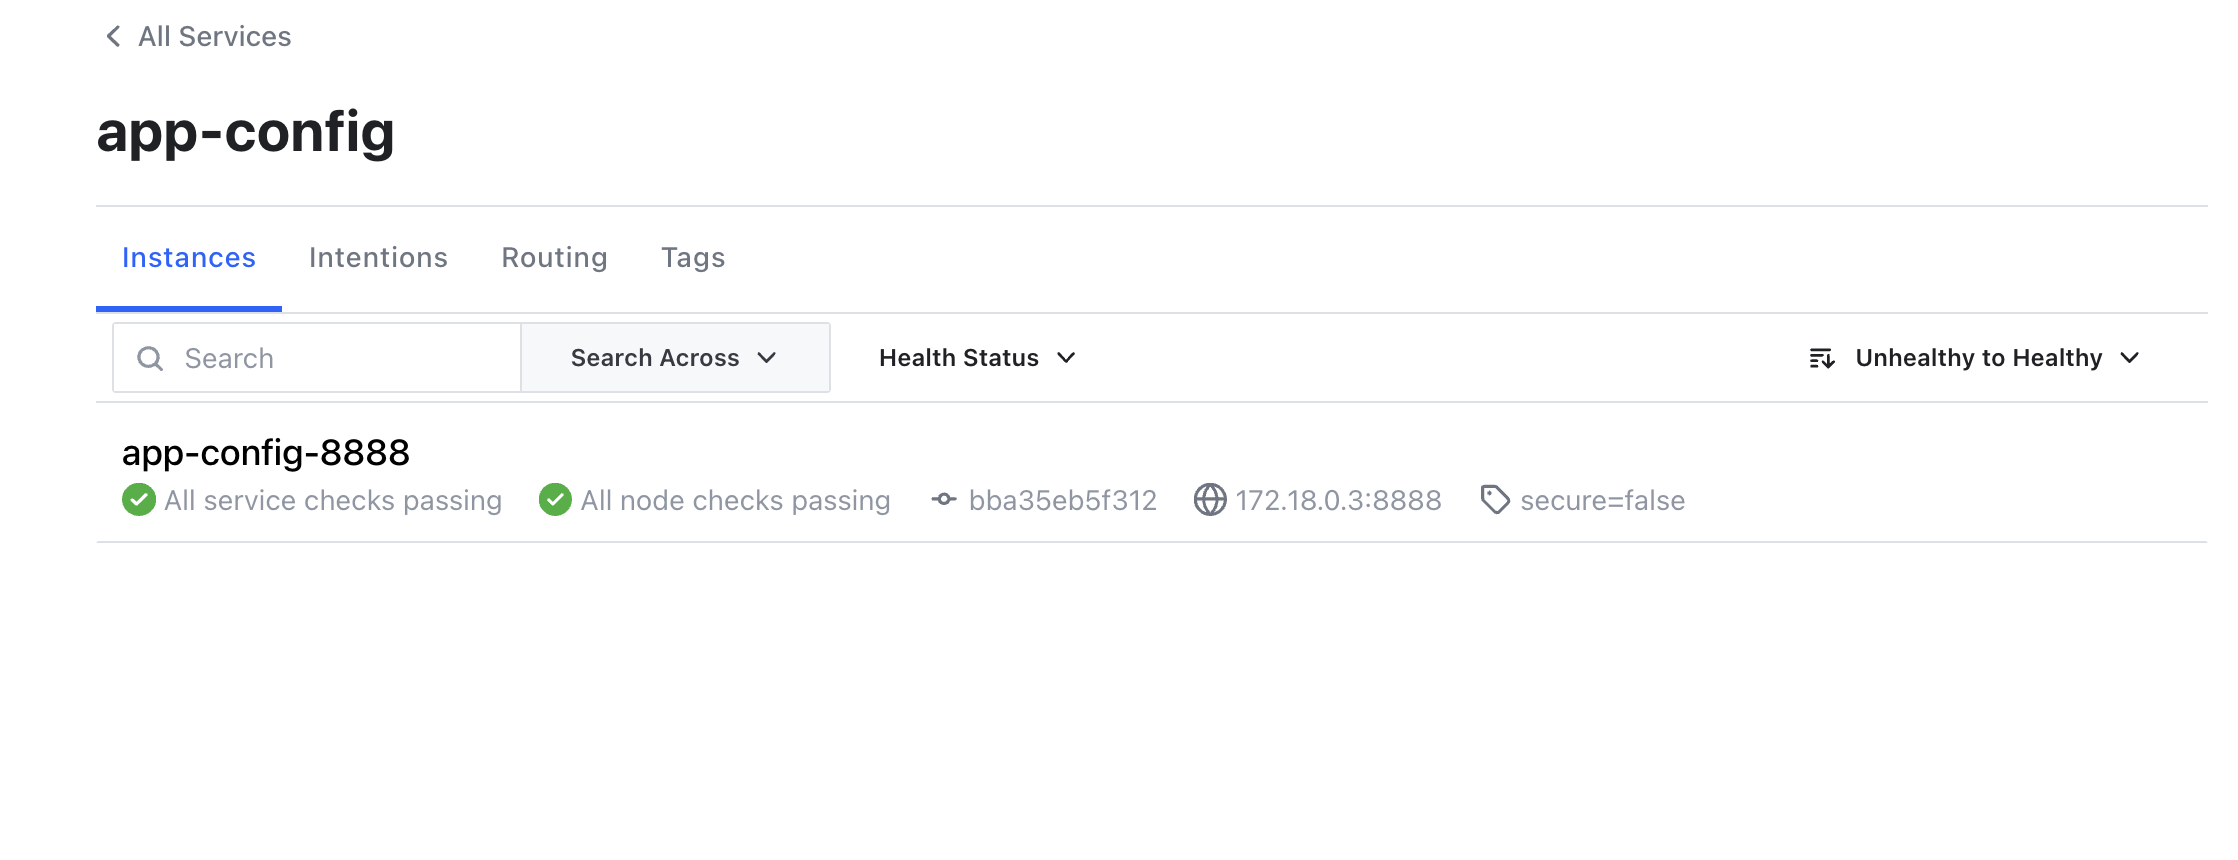 All Services
app-config
Instances Intentions Routing Tags
Search Search Across Health Status Unhealthy to Healthy
app-config-8888
All service checks passing All node checks passing bba35eb5f312 172.18.0.3:8888 secure=false